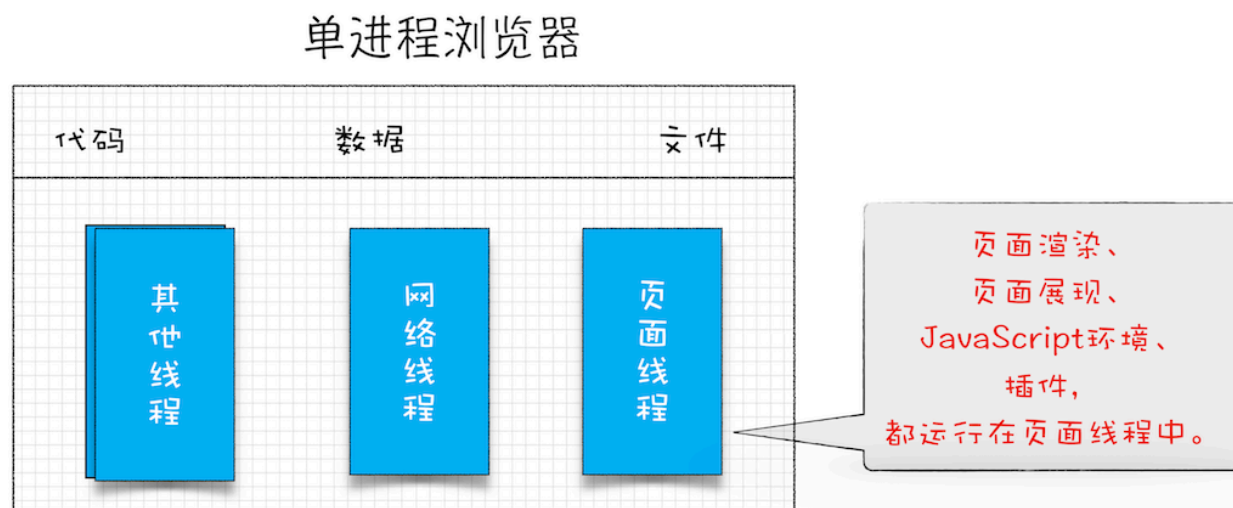 单进程浏览器
代码 数据 文件
其他线程
网络线程
页面线程
页面渲染、
页面展现、
JavaScript环境、
插件,
都运行在页面线程中。